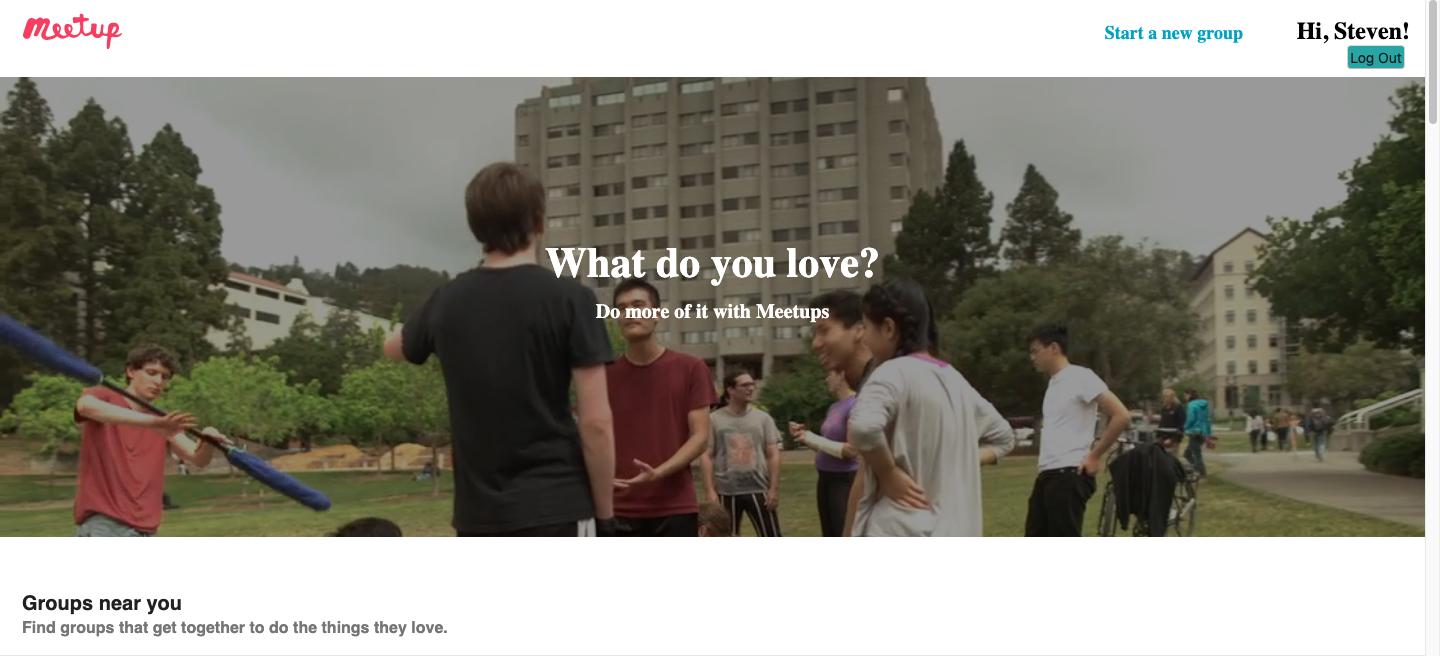 Meetup
Start a new group
Hi, Steven!
Log Out
What do you love?
Do more of it with Meetups
Groups near you
Find groups that get together to do the things they love.